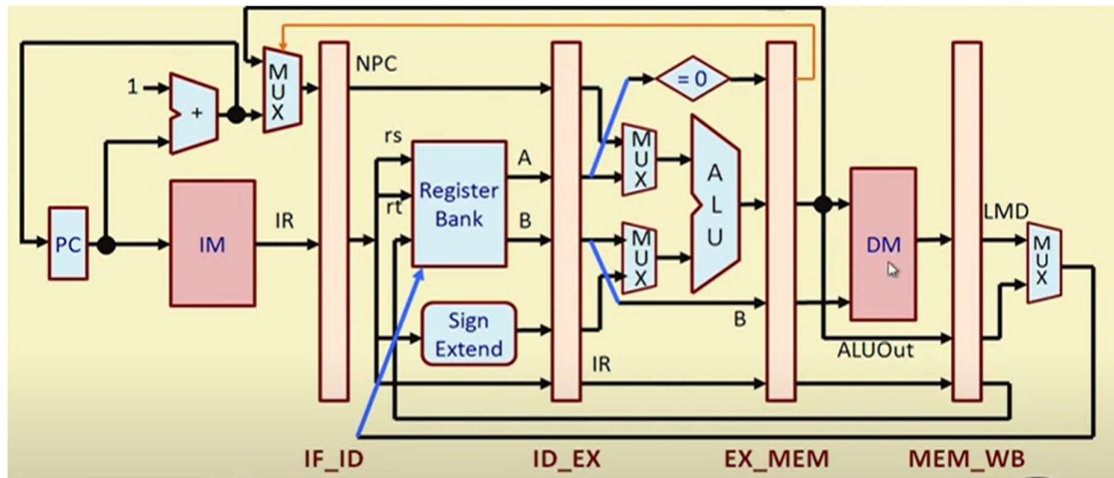 1
+
MUX
NPC
= 0
rs
A
MUX
ALU
Register
Bank
rt
B
PC
IM
IR
MUX
DM
LMD
MUX
Sign
Extend
B
ALUOut
IR
IF_ID
ID_EX
EX_MEM
MEM_WB